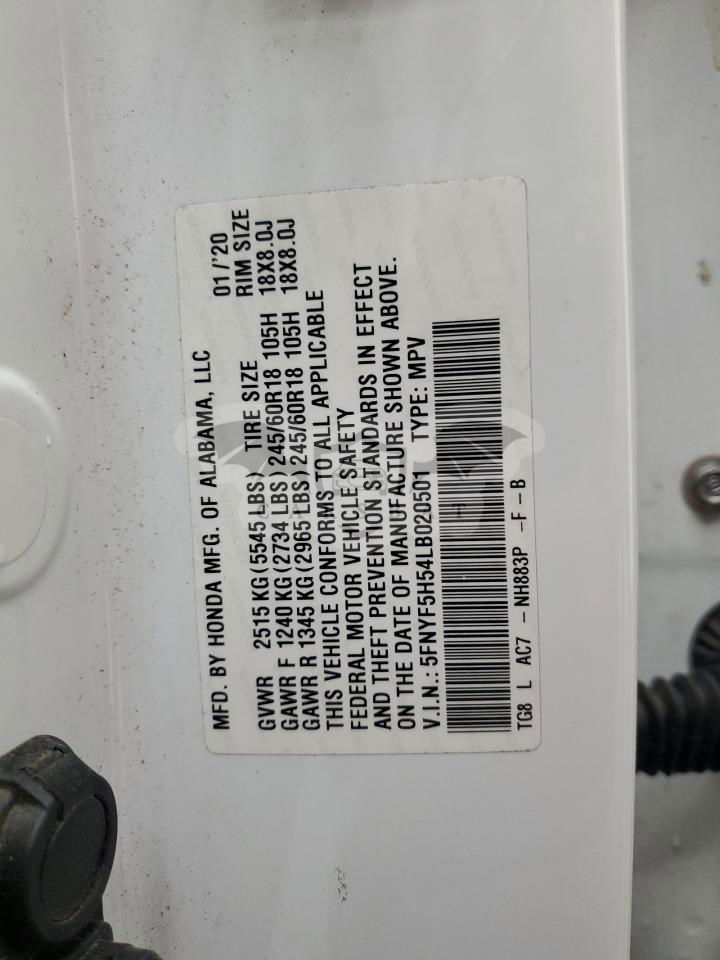 MFD. BY HONDA MFG. OF ALABAMA, LLC 01/'20
GVWR 2515 KG (5545 LBS) TIRE SIZE RIM SIZE
GAWR F 1240 KG (2734 LBS) 245/60R18 105H 18X8.0J
GAWR R 1345 KG (2965 LBS) 245/60R18 105H 18X8.0J
THIS VEHICLE CONFORMS TO ALL APPLICABLE
FEDERAL MOTOR VEHICLE SAFETY
AND THEFT PREVENTION STANDARDS IN EFFECT
ON THE DATE OF MANUFACTURE SHOWN ABOVE.
V.I.N.: 5FNYF5H54LB020501 TYPE: MPV
TG8 L AC7 - NH883P -F-B